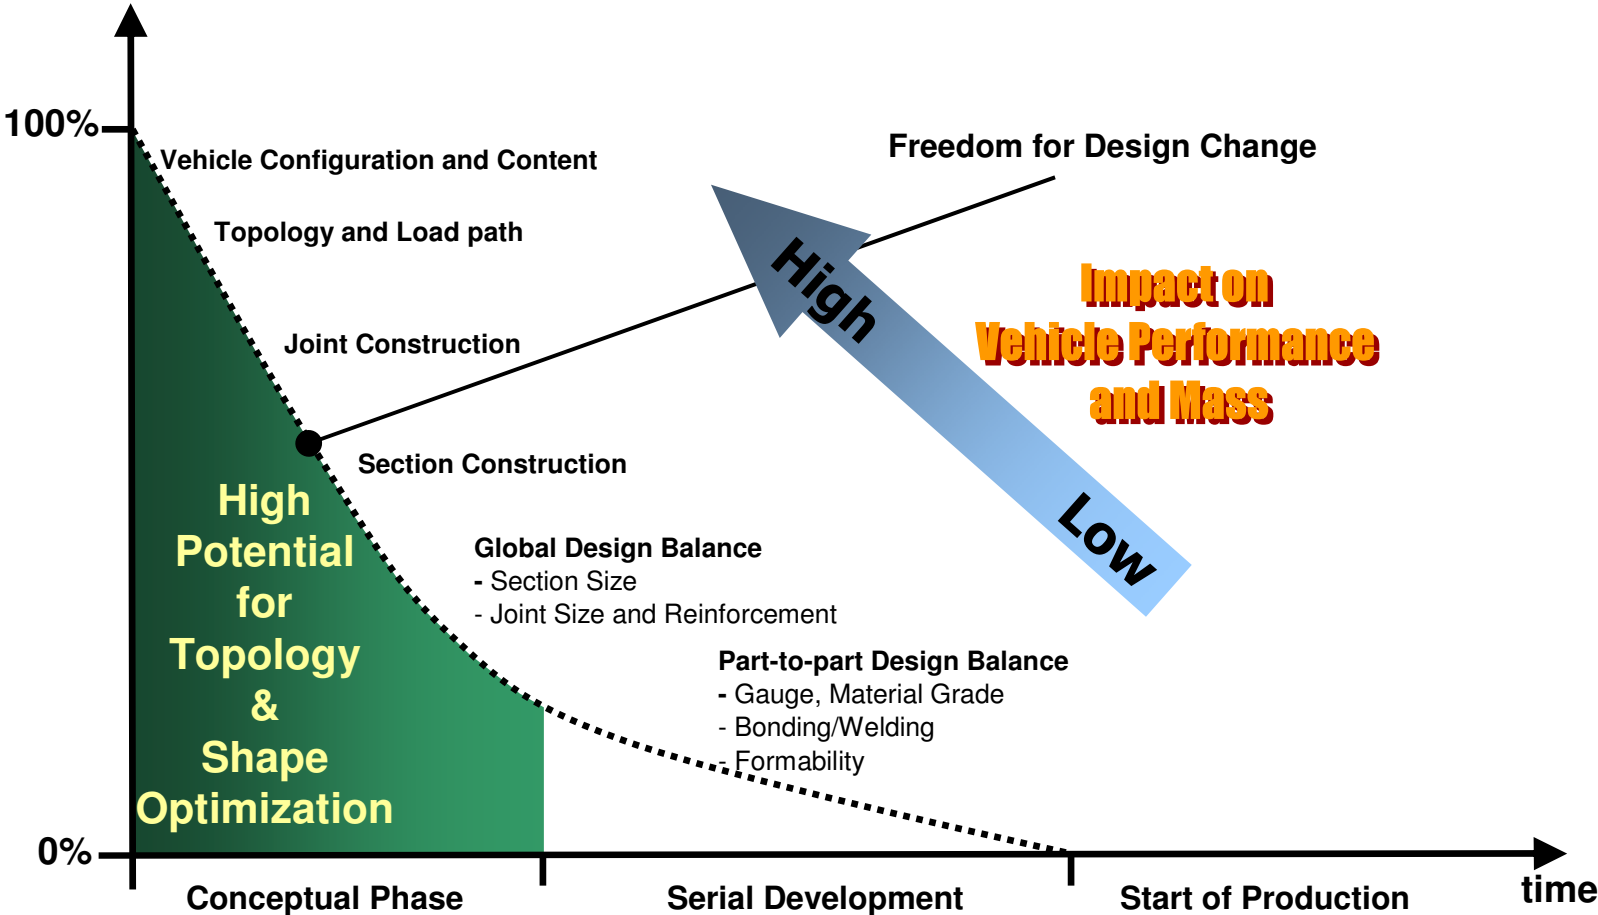 100%
Vehicle Configuration and Content
Freedom for Design Change
Topology and Load path
High
Impact on
Vehicle Performance
and Mass
Joint Construction
Section Construction
High
Potential
for
Topology
&
Shape
Optimization
Low
Global Design Balance
- Section Size
- Joint Size and Reinforcement
Part-to-part Design Balance
- Gauge, Material Grade
- Bonding/Welding
- Formability
0%
Conceptual Phase
Serial Development
Start of Production
time